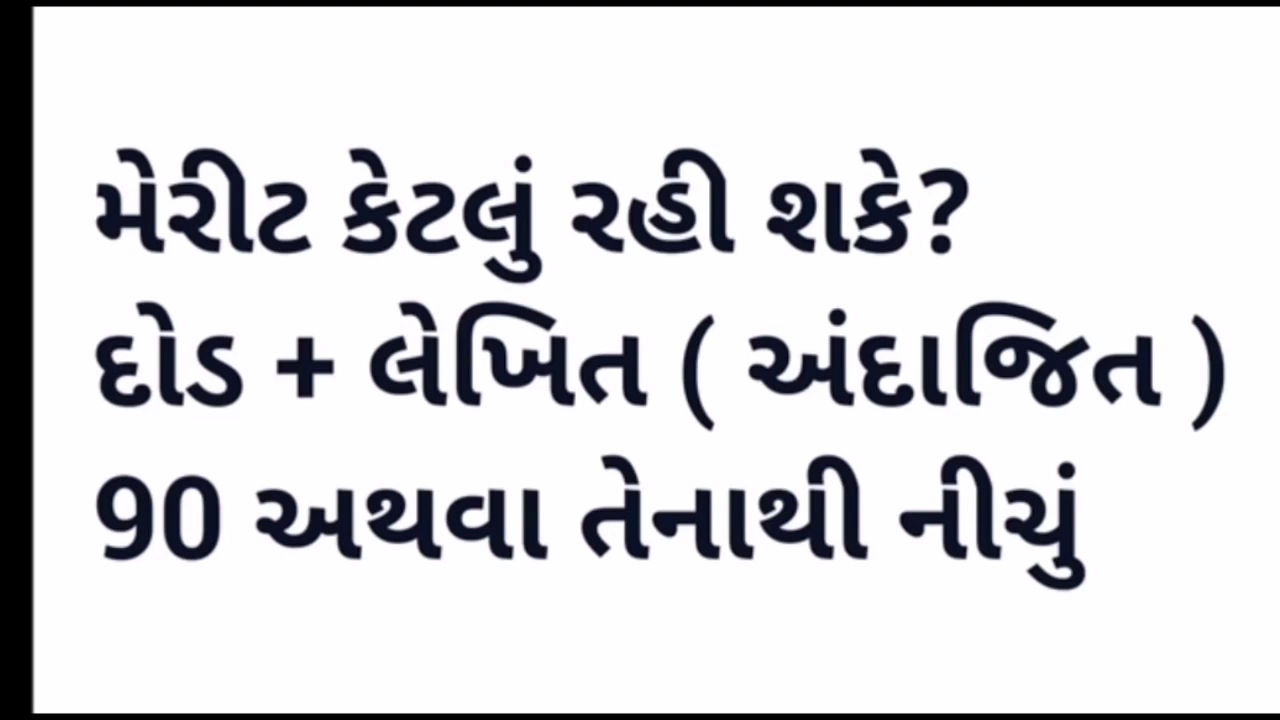 મેરીટ કેટલું રહી શકે?
દોડ + લેખિત ( અંદાજિત )
90 અથવા તેનાથી નીચું